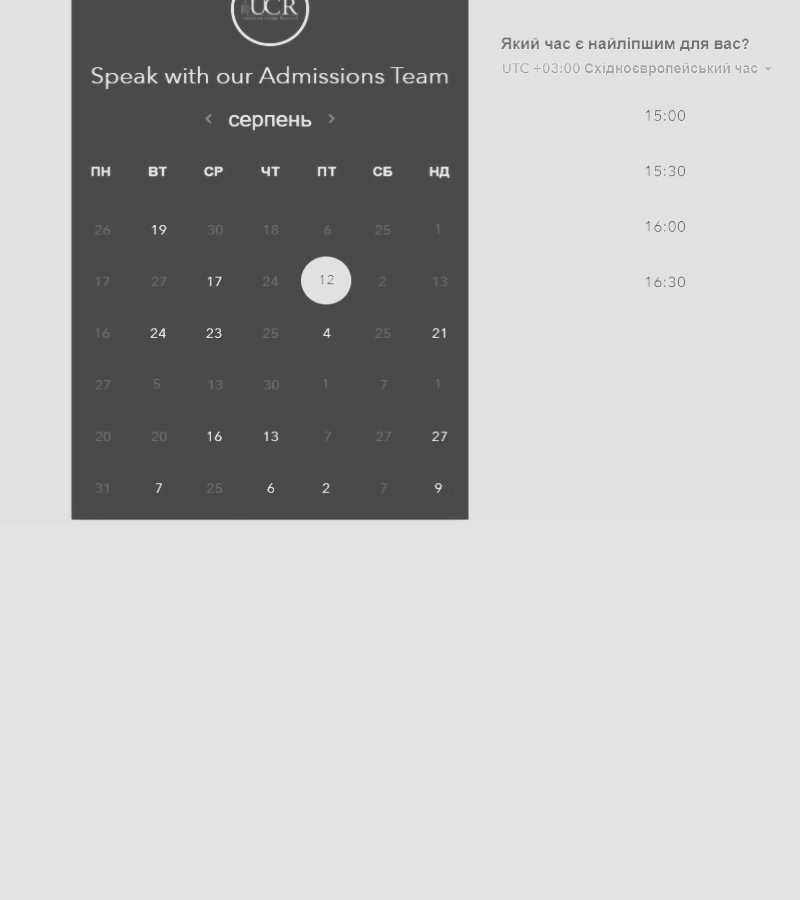 UCR
Speak with our Admissions Team
серпень
ПН ВТ СР ЧТ ПТ СБ НД
26 19 30 18 6 25 1
17 27 17 24 12 2 13
16 24 23 25 4 25 21
27 5 13 30 1 7 1
20 20 16 13 7 27 27
31 7 25 6 2 7 9
Який час є найліпшим для вас?
UTC +03:00 Східноєвропейський час
15:00
15:30
16:00
16:30